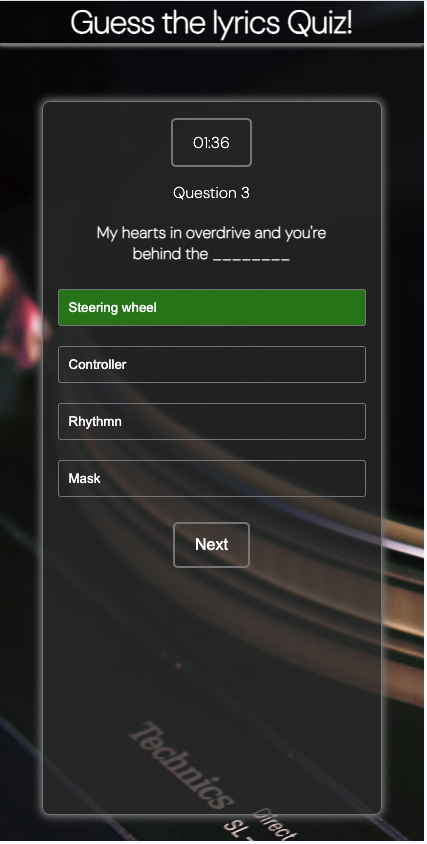 Guess the lyrics Quiz!
01:36
Question 3
My hearts in overdrive and you're
behind the ________
Steering wheel
Controller
Rhythmn
Mask
Next
Technics
Direct
SL -